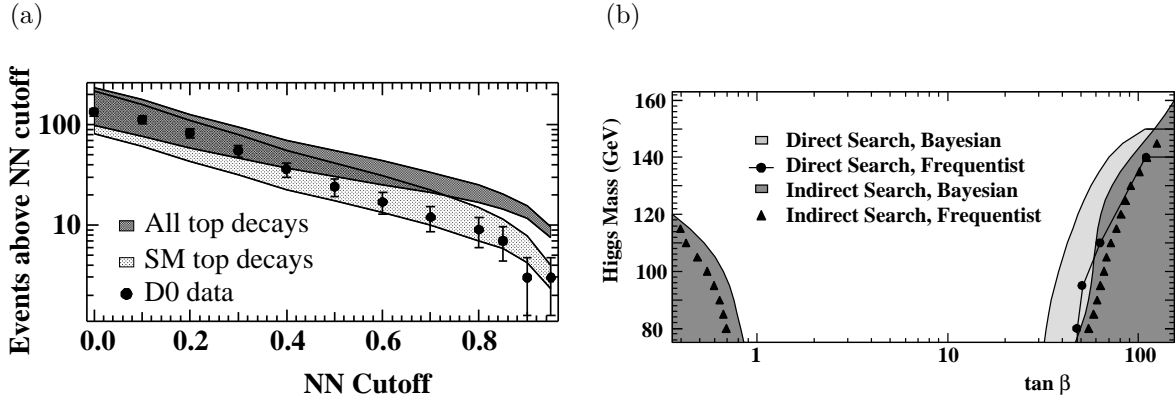 (a)
Events above NN cutoff
100
10
All top decays
SM top decays
D0 data
0.0 0.2 0.4 0.6 0.8
NN Cutoff
(b)
Higgs Mass (GeV)
160
140
120
100
80
Direct Search, Bayesian
Direct Search, Frequentist
Indirect Search, Bayesian
Indirect Search, Frequentist
1 10 100
tan β